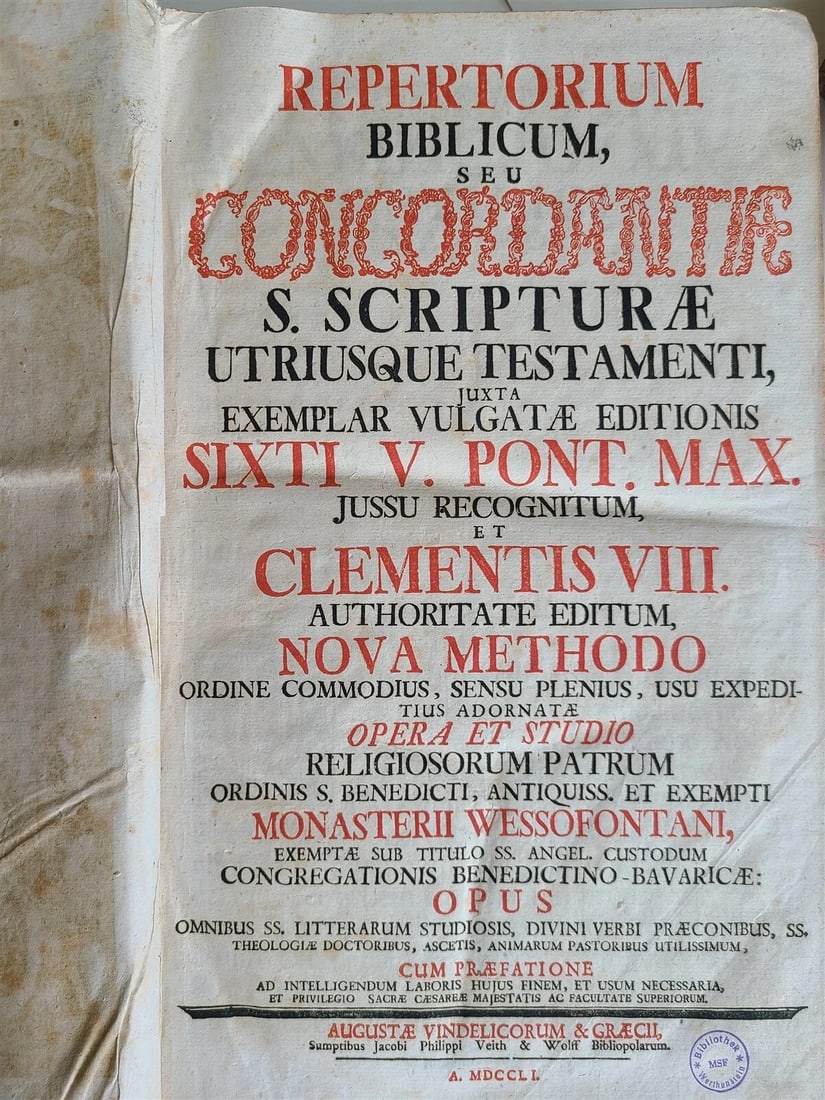 REPERTORIUM
BIBLICUM,
SEU
CONCORDANTIÆ
S. SCRIPTURÆ
UTRIUSQUE TESTAMENTI,
JUXTA
EXEMPLAR VULGATÆ EDITIONIS
SIXTI V. PONT. MAX.
JUSSU RECOGNITUM,
ET
CLEMENTIS VIII.
AUTHORITATE EDITUM,
NOVA METHODO
ORDINE COMMODIUS, SENSU PLENIUS, USU EXPEDI-
TIUS ADORNATÆ
OPERA ET STUDIO
RELIGIOSORUM PATRUM
ORDINIS S. BENEDICTI, ANTIQUISS. ET EXEMPTI
MONASTERII WESSOFONTANI,
EXEMPTÆ SUB TITULO SS. ANGEL. CUSTODUM
CONGREGATIONIS BENEDICTINO-BAVARICÆ:
OPUS
OMNIBUS SS. LITTERARUM STUDIOSIS, DIVINI VERBI PRÆCONIBUS, SS.
THEOLOGIÆ DOCTORIBUS, ASCETIS, ANIMARUM PASTORIBUS UTILISSIMUM,
CUM PRÆFATIONE
AD INTELLIGENDUM LABORIS HUJUS FINEM, ET USUM NECESSARIA,
ET PRIVILEGIO SACRÆ CÆSAREÆ MAJESTATIS AC FACULTATE SUPERIORUM.
AUGUSTÆ VINDELICORUM & GRÆCII,
Sumptibus Jacobi Philippi Veith & Wolff Bibliopolarum.
A. MDCCLI.
Bibliothek
MSF
Werthenstein